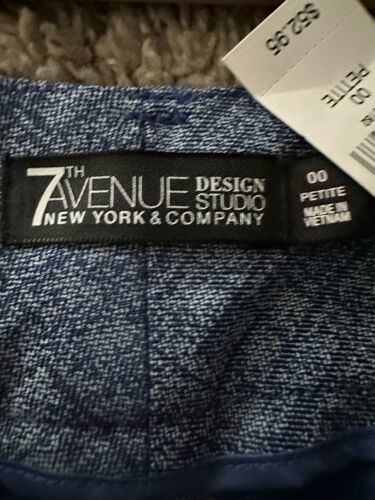 $52.95
00
PETITE
7TH
AVENUE DESIGN STUDIO
NEW YORK & COMPANY
00
PETITE
MADE IN
VIETNAM